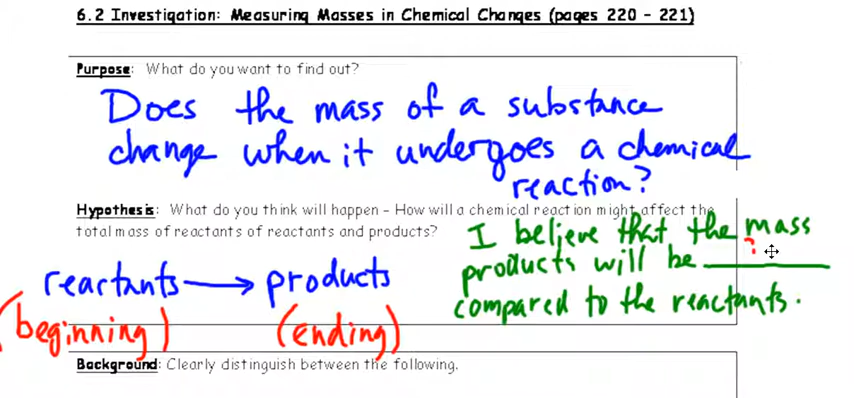 6.2 Investigation: Measuring Masses in Chemical Changes (pages 220 - 221)
Purpose: What do you want to find out?
Does the mass of a substance
change when it undergoes a chemical
reaction?
Hypothesis: What do you think will happen - How will a chemical reaction might affect the
total mass of reactants of reactants and products?
I believe that the mass
?
products will be ________
compared to the reactants.
reactants → products
(beginning) (ending)
Background: Clearly distinguish between the following.